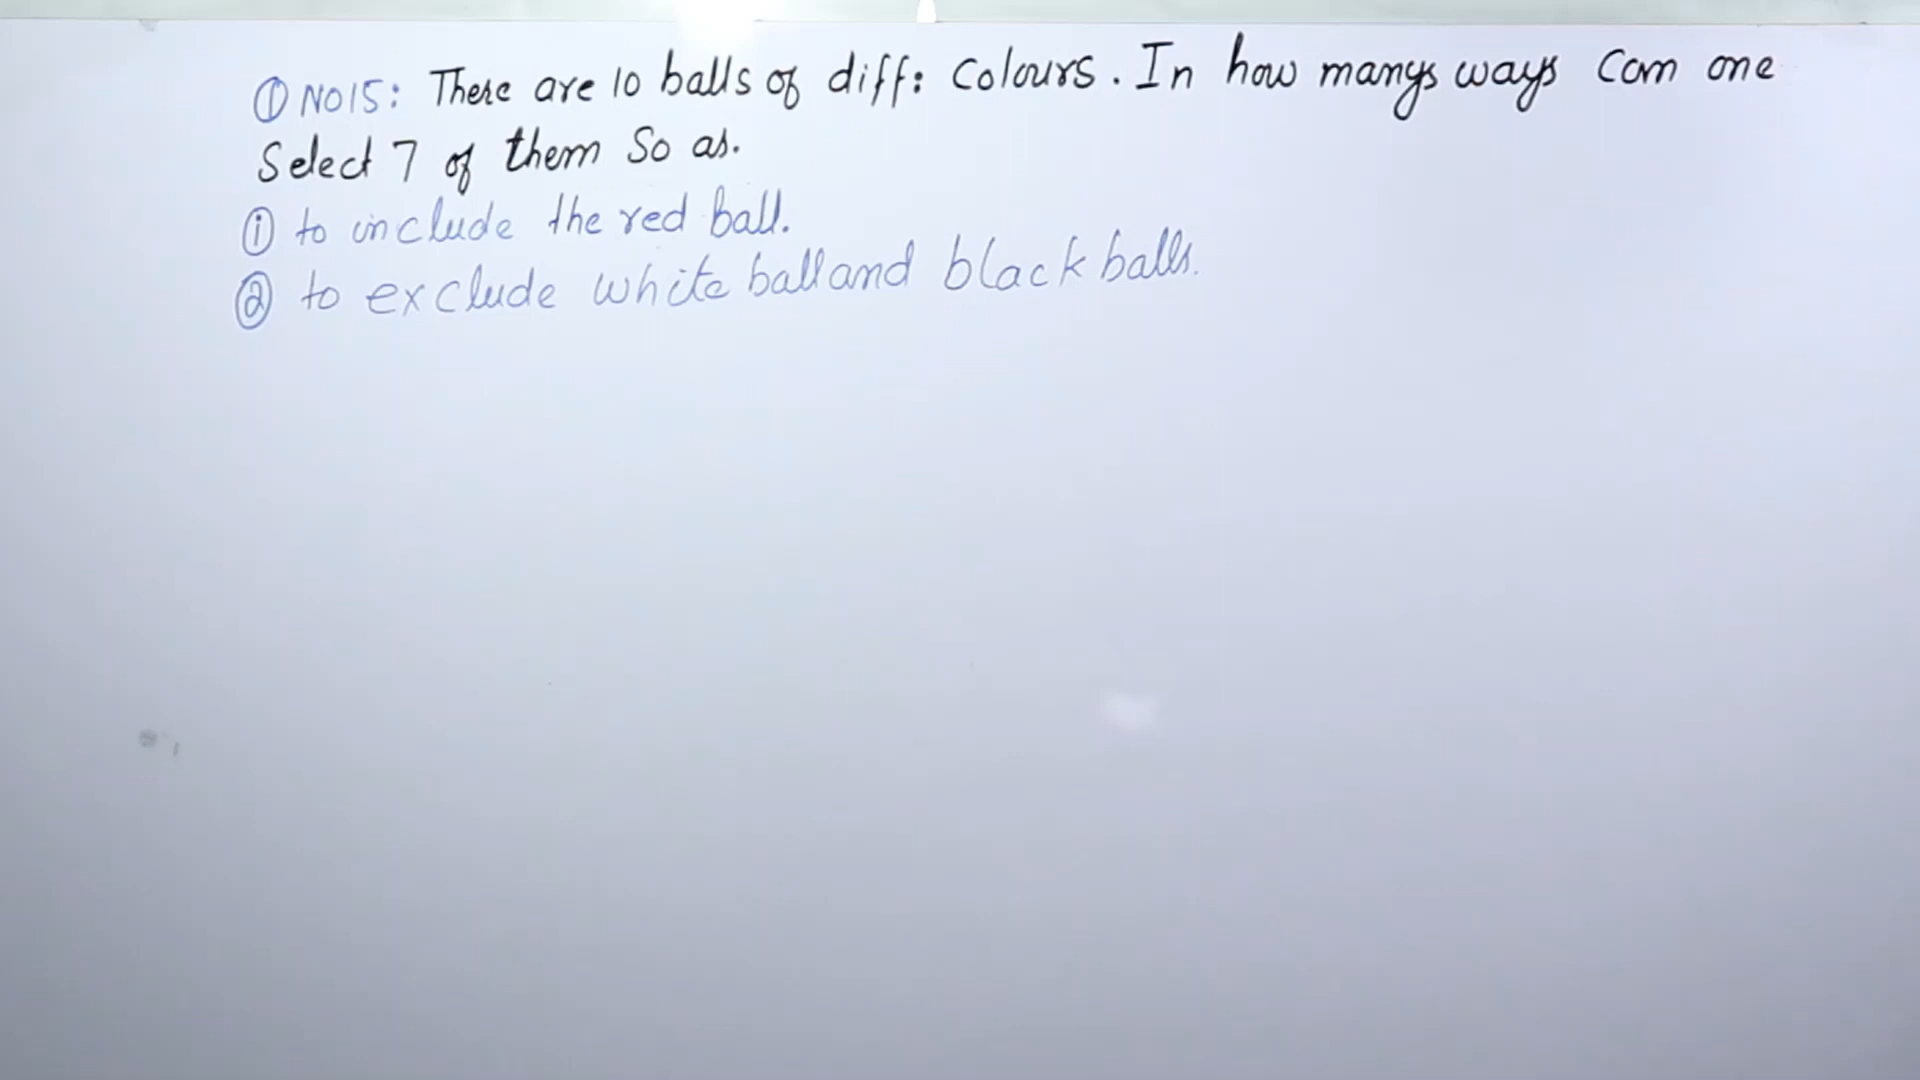 ① NO15: There are 10 balls of diff: Colours. In how manys ways Can one
Select 7 of them So as.
① to include the red ball.
② to exclude white ball and black balls.